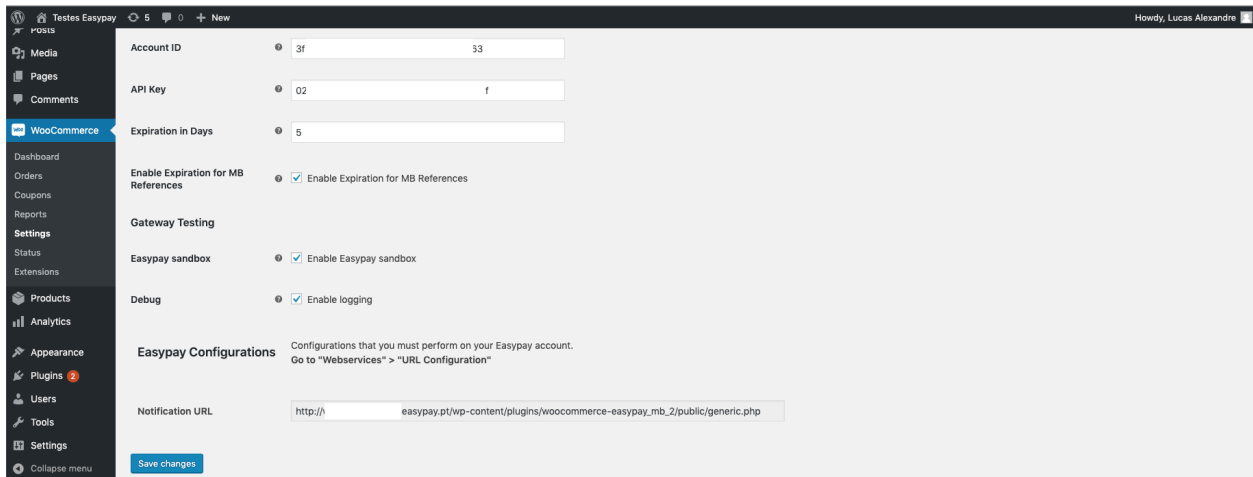 Testes Easypay 5 0 + New Howdy, Lucas Alexandre
Posts
Media
Pages
Comments
WooCommerce
Dashboard
Orders
Coupons
Reports
Settings
Status
Extensions
Products
Analytics
Appearance
Plugins 2
Users
Tools
Settings
Collapse menu
Account ID 3f 63
API Key 02 f
Expiration in Days 5
Enable Expiration for MB
References
Enable Expiration for MB References
Gateway Testing
Easypay sandbox Enable Easypay sandbox
Debug Enable logging
Easypay Configurations
Configurations that you must perform on your Easypay account.
Go to "Webservices" > "URL Configuration"
Notification URL http:// easypay.pt/wp-content/plugins/woocommerce-easypay_mb_2/public/generic.php
Save changes